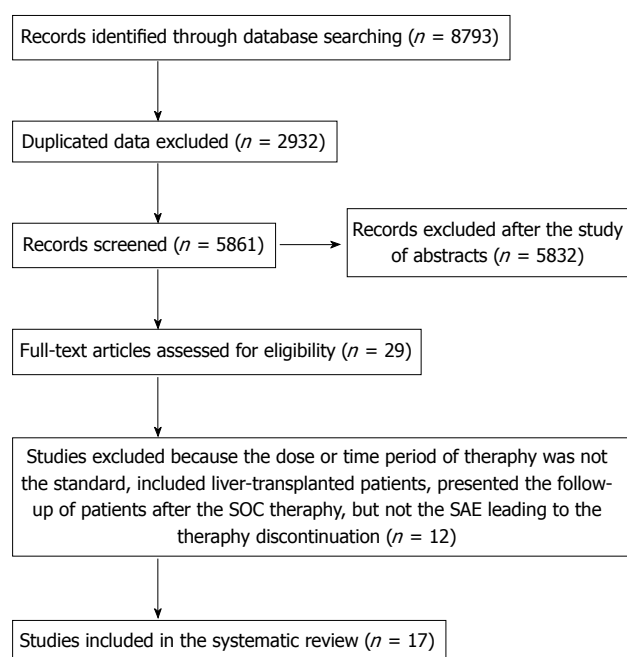 Records identified through database searching (n = 8793)
Duplicated data excluded (n = 2932)
Records screened (n = 5861)
Records excluded after the study
of abstracts (n = 5832)
Full-text articles assessed for eligibility (n = 29)
Studies excluded because the dose or time period of theraphy was not
the standard, included liver-transplanted patients, presented the follow-
up of patients after the SOC theraphy, but not the SAE leading to the
theraphy discontinuation (n = 12)
Studies included in the systematic review (n = 17)